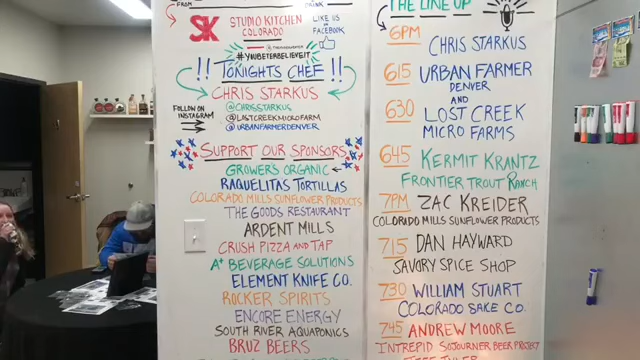 FROM
SK STUDIO KITCHEN
COLORADO
LIKE US
ON
FACEBOOK
#YOUBETERBELIEVEIT
!! TONIGHTS CHEF !!
CHRIS STARKUS
FOLLOW ON
INSTAGRAM
@CHRISSTARKUS
@LOSTCREEKMICROFARM
@URBANFARMERDENVER
SUPPORT OUR SPONSORS
GROWERS ORGANIC
RAQUELITAS TORTILLAS
COLORADO MILLS SUNFLOWER PRODUCTS
THE GOODS RESTAURANT
ARDENT MILLS
CRUSH PIZZA AND TAP
A+ BEVERAGE SOLUTIONS
ELEMENT KNIFE CO.
ROCKER SPIRITS
ENCORE ENERGY
SOUTH RIVER AQUAPONICS
BRUZ BEERS
THE LINE UP
6PM CHRIS STARKUS
615 URBAN FARMER
DENVER
AND
630 LOST CREEK
MICRO FARMS
645 KERMIT KRANTZ
FRONTIER TROUT RANCH
7PM ZAC KREIDER
COLORADO MILLS SUNFLOWER PRODUCTS
715 DAN HAYWARD
SAVORY SPICE SHOP
730 WILLIAM STUART
COLORADO SAKE CO.
745 ANDREW MOORE
INTREPID SOJOURNER BEER PROJECT